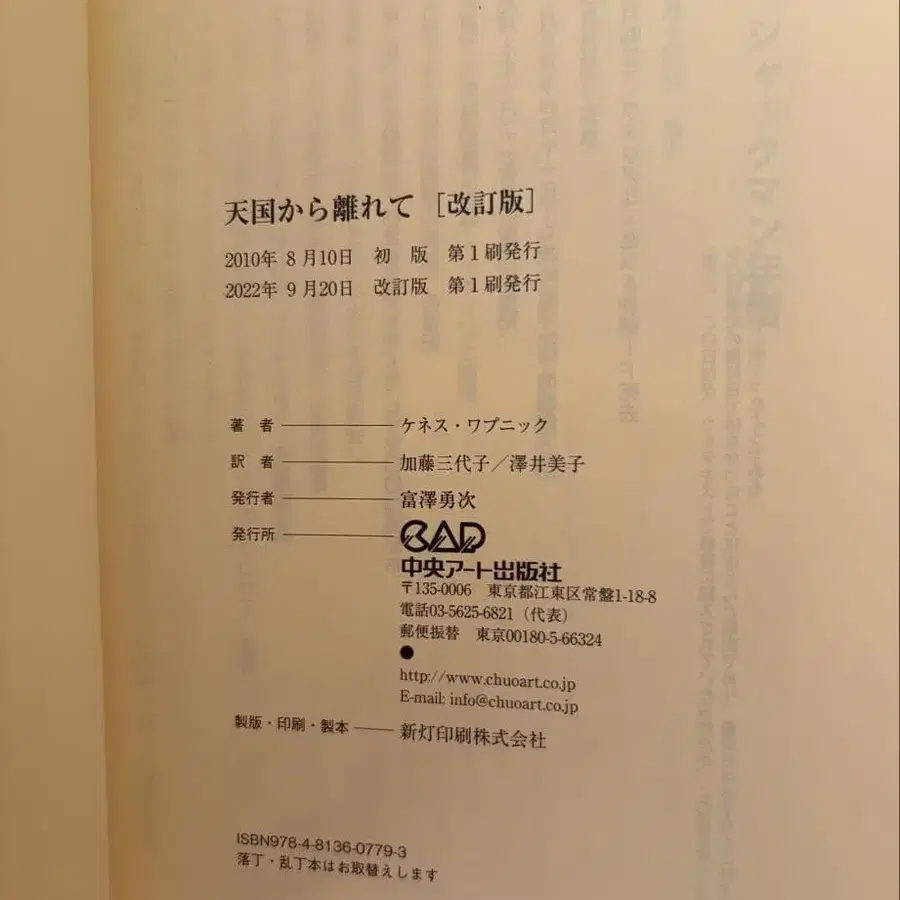 天国から離れて［改訂版］
2010年 8月10日　初　版　第1刷発行
2022年 9月20日　改訂版　第1刷発行
著　者 ――― ケネス・ワプニック
訳　者 ――― 加藤三代子／澤井美子
発行者 ――― 富澤勇次
発行所 ――― CAP
中央アート出版社
〒135-0006　東京都江東区常盤1-18-8
電話03-5625-6821（代表）
郵便振替　東京00180-5-66324
●
http://www.chuoart.co.jp
E-mail: info@chuoart.co.jp
製版・印刷・製本 ― 新灯印刷株式会社
ISBN978-4-8136-0779-3
落丁・乱丁本はお取替えします